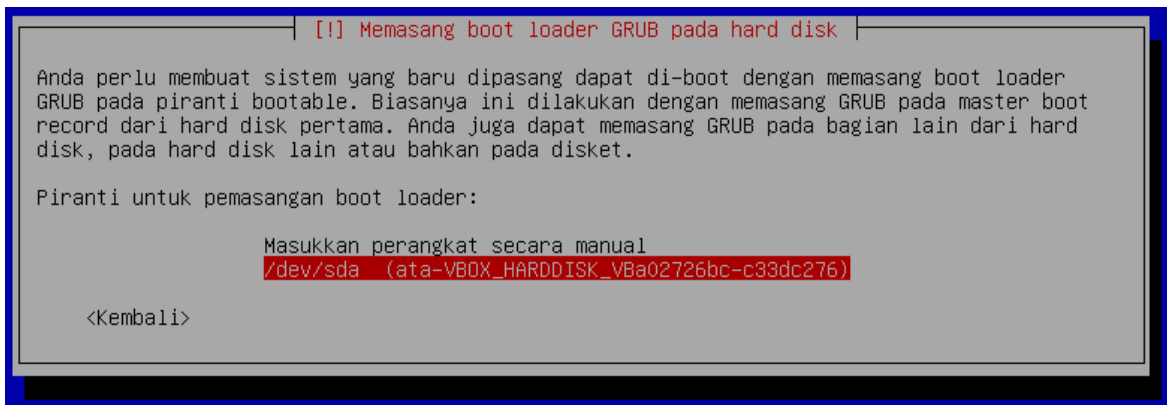 [!] Memasang boot loader GRUB pada hard disk
Anda perlu membuat sistem yang baru dipasang dapat di-boot dengan memasang boot loader
GRUB pada piranti bootable. Biasanya ini dilakukan dengan memasang GRUB pada master boot
record dari hard disk pertama. Anda juga dapat memasang GRUB pada bagian lain dari hard
disk, pada hard disk lain atau bahkan pada disket.
Piranti untuk pemasangan boot loader:
Masukkan perangkat secara manual
/dev/sda (ata-VBOX_HARDDISK_VBa02726bc-c33dc276)
<Kembali>